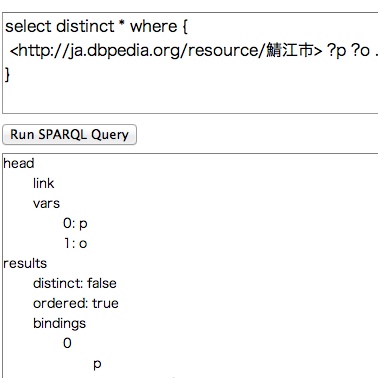 select distinct * where {
<http://ja.dbpedia.org/resource/鯖江市> ?p ?o .
}
Run SPARQL Query
head
link
vars
0: p
1: o
results
distinct: false
ordered: true
bindings
0
p